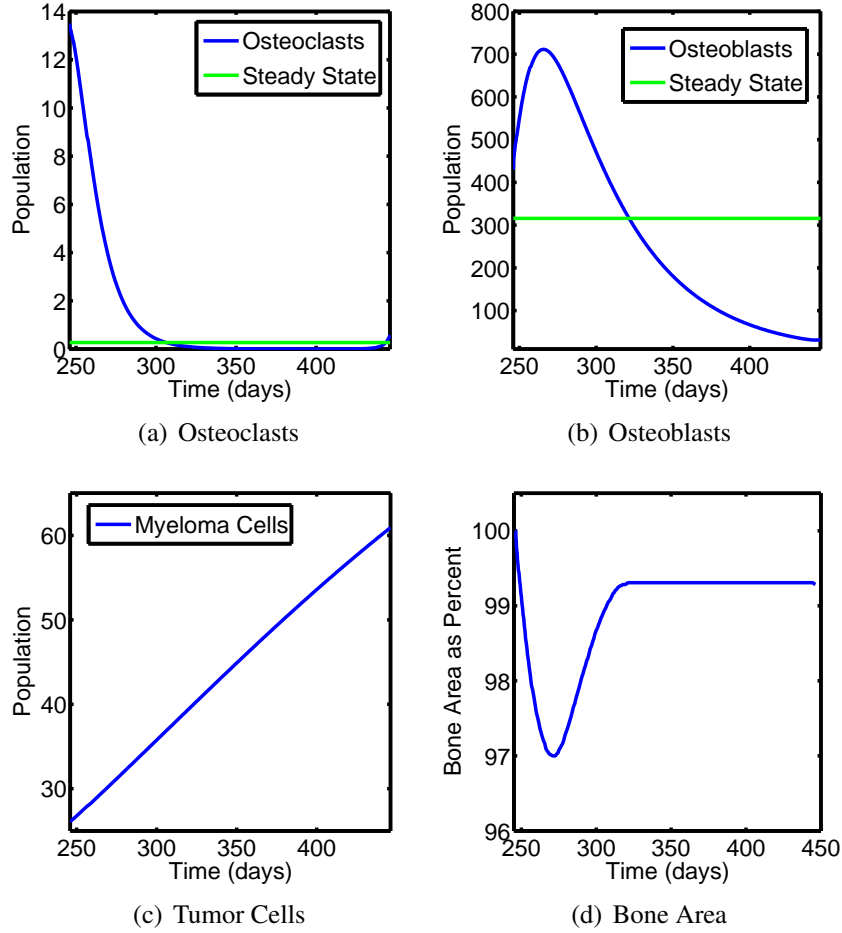 14
12
10
8
6
4
2
0
Population
Osteoclasts
Steady State
250 300 350 400
Time (days)
(a) Osteoclasts
800
700
600
500
400
300
200
100
Population
Osteoblasts
Steady State
250 300 350 400
Time (days)
(b) Osteoblasts
60
50
40
30
Population
Myeloma Cells
250 300 350 400
Time (days)
(c) Tumor Cells
100
99
98
97
96
Bone Area as Percent
250 300 350 400 450
Time (days)
(d) Bone Area